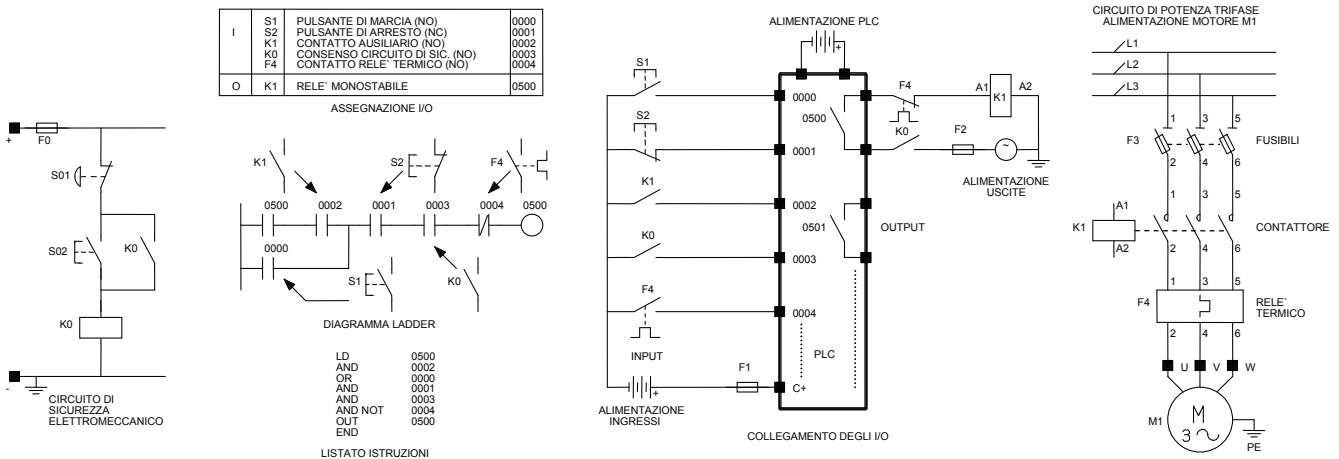 I S1 PULSANTE DI MARCIA (NO) 0000
S2 PULSANTE DI ARRESTO (NC) 0001
K1 CONTATTO AUSILIARIO (NO) 0002
K0 CONSENSO CIRCUITO DI SIC. (NO) 0003
F4 CONTATTO RELE` TERMICO (NO) 0004
O K1 RELE` MONOSTABILE 0500
ASSEGNAZIONE I/O
+
F0
S01
S02
K0
K0
-
CIRCUITO DI
SICUREZZA
ELETTROMECCANICO
K1
S2
F4
0500 0002 0001 0003 0004 0500
0000
S1
K0
DIAGRAMMA LADDER
LD 0500
AND 0002
OR 0000
AND 0001
AND 0003
AND NOT 0004
OUT 0500
END
LISTATO ISTRUZIONI
ALIMENTAZIONE PLC
+
S1
S2
K1
K0
F4
INPUT
+
F1
ALIMENTAZIONE
INGRESSI
0000
0500
0001
0002
0501
0003
0004
PLC
C+
F4
A1
K1
A2
K0
F2
~
ALIMENTAZIONE
USCITE
OUTPUT
COLLEGAMENTO DEGLI I/O
CIRCUITO DI POTENZA TRIFASE
ALIMENTAZIONE MOTORE M1
L1
L2
L3
1 3 5
F3
FUSIBILI
2 4 6
1 3 5
A1
K1
A2
CONTATTORE
2 4 6
1 3 5
F4
RELE`
TERMICO
2 4 6
U V W
M1
M
3
PE